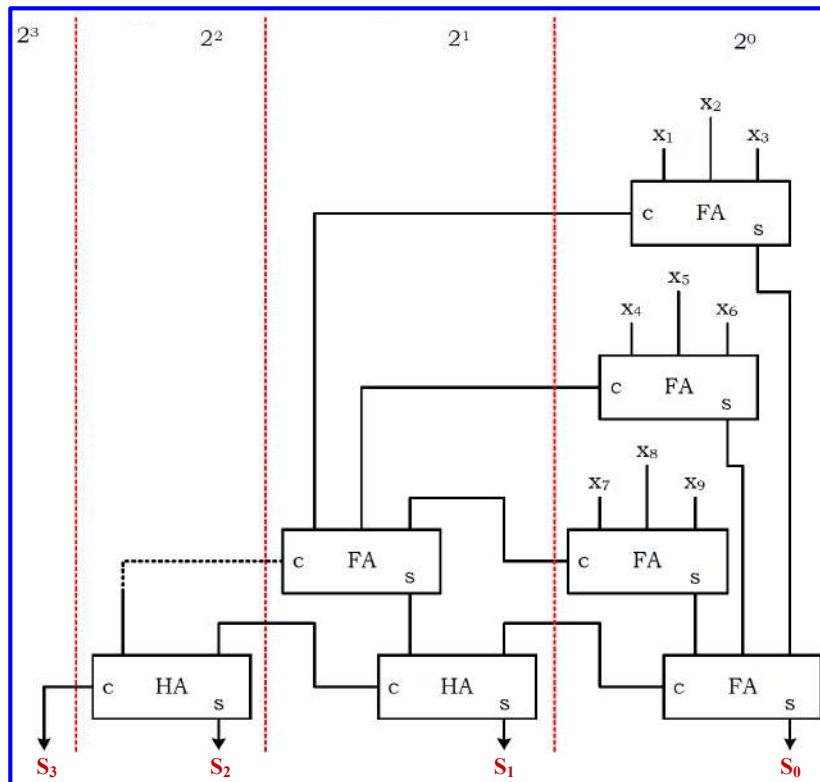 2³ 2² 2¹ 2⁰
x₂
x₁ x₃
c FA s
x₅
x₄ x₆
c FA s
x₈
x₇ x₉
c FA s c FA s
c HA s c HA s c FA s
S₃ S₂ S₁ S₀